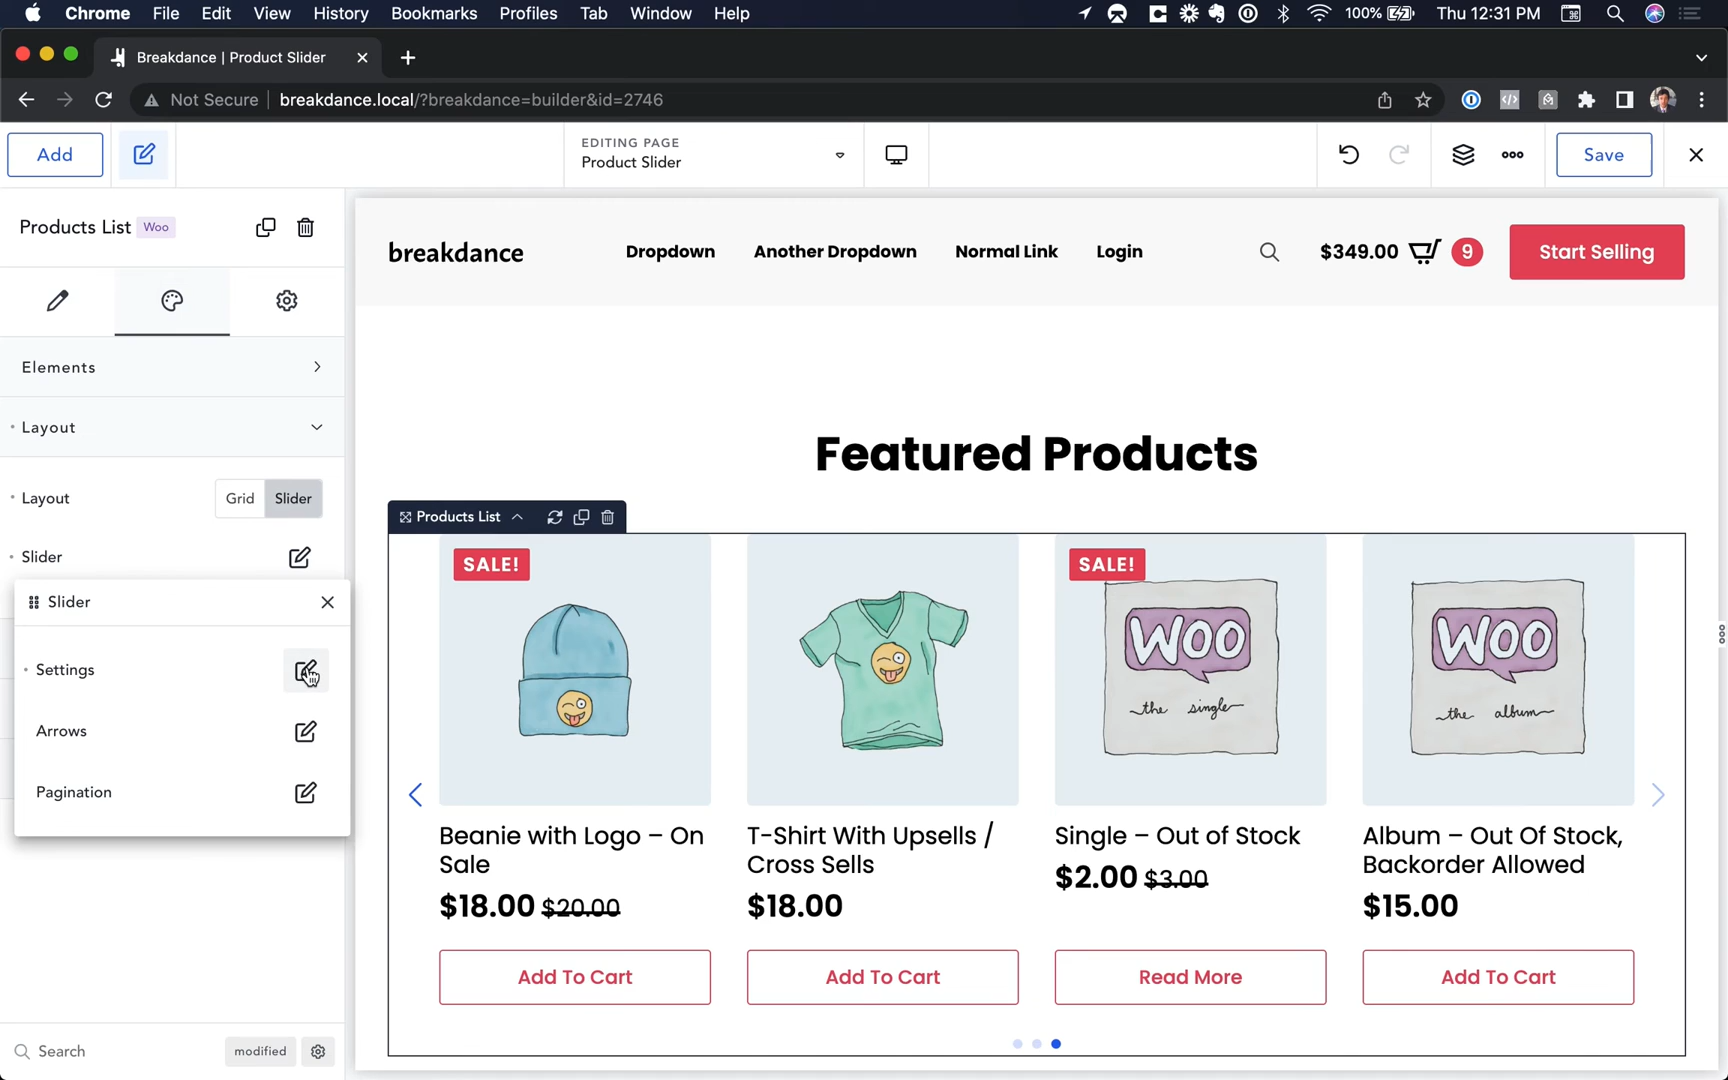 Chrome File Edit View History Bookmarks Profiles Tab Window Help 100% Thu 12:31 PM
Breakdance | Product Slider
Not Secure breakdance.local/?breakdance=builder&id=2746
Add
EDITING PAGE
Product Slider
Save
Products List Woo
breakdance Dropdown Another Dropdown Normal Link Login $349.00 9 Start Selling
Elements
Layout
Layout Grid Slider
Slider
Slider
Settings
Arrows
Pagination
Search modified
Featured Products
Products List
SALE!
SALE!
WOO
the single
WOO
the album
Beanie with Logo – On
Sale
$18.00 $20.00
Add To Cart
T-Shirt With Upsells /
Cross Sells
$18.00
Add To Cart
Single – Out of Stock
$2.00 $3.00
Read More
Album – Out Of Stock,
Backorder Allowed
$15.00
Add To Cart